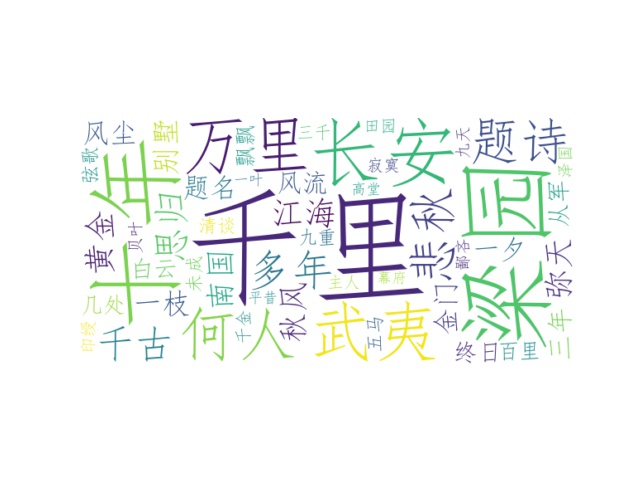 千里
梁园
十年
万里
长安
题诗
何人
武夷
思归
悲秋
江海
多年
南国
千古
黄金
风尘
别墅
弦歌
飘飘
三千
田园
九天
泽国
寂寞
题名
一叶
风流
高堂
从军
贝叶
清谈
九重
鄙客
一夕
弥天
白云
未成
几处
一枝
秋风
平昔
主人
幕府
金门
印授
千金
五马
终日
百里
三年